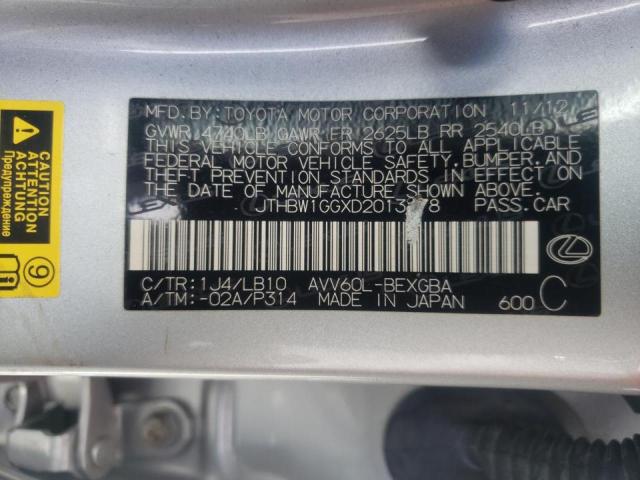 MFD. BY: TOYOTA MOTOR CORPORATION 11/12
GVWR 4740LB GAWR FR 2625LB RR 2540LB
THIS VEHICLE CONFORMS TO ALL APPLICABLE
FEDERAL MOTOR VEHICLE SAFETY, BUMPER, AND
THEFT PREVENTION STANDARDS IN EFFECT ON
THE DATE OF MANUFACTURE SHOWN ABOVE.
PASS. CAR
C/TR: 1J4/LB10 AVV60L-BEXGBA
A/TM: -02A/P314 MADE IN JAPAN 600 C
CAUTION
ATTENTION
Предупреждение
9